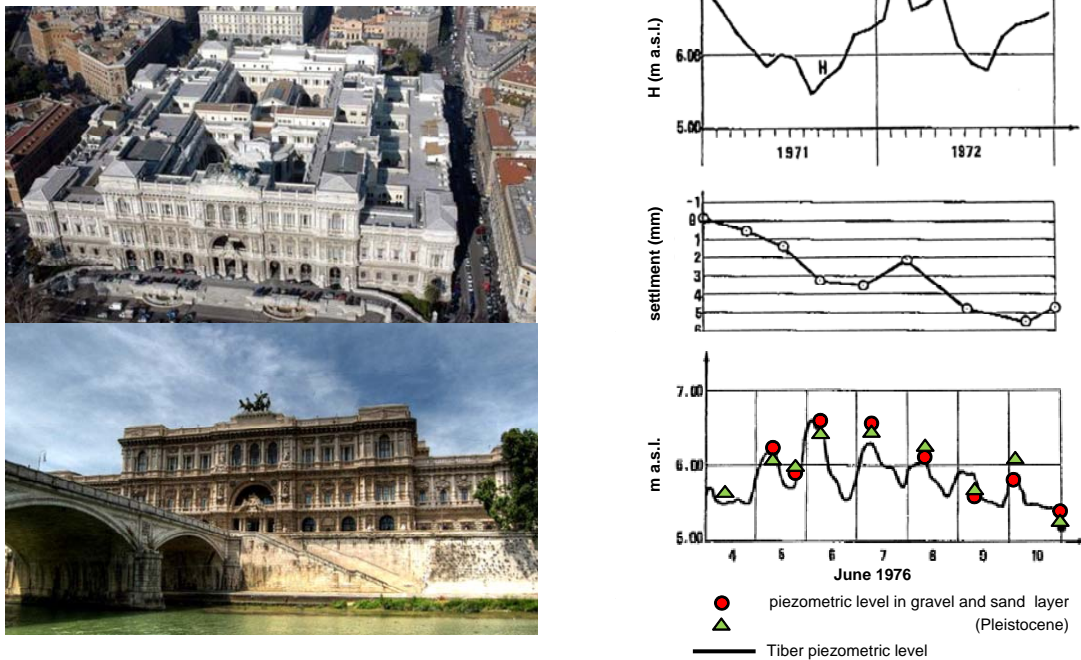 H (m a.s.l.)
6.00
H
5.00
1971
1972
settlment (mm)
-1
0
1
2
3
4
5
6
m a.s.l.
7.00
6.00
5.00
4
5
6
7
8
9
10
June 1976
piezometric level in gravel and sand layer
(Pleistocene)
Tiber piezometric level